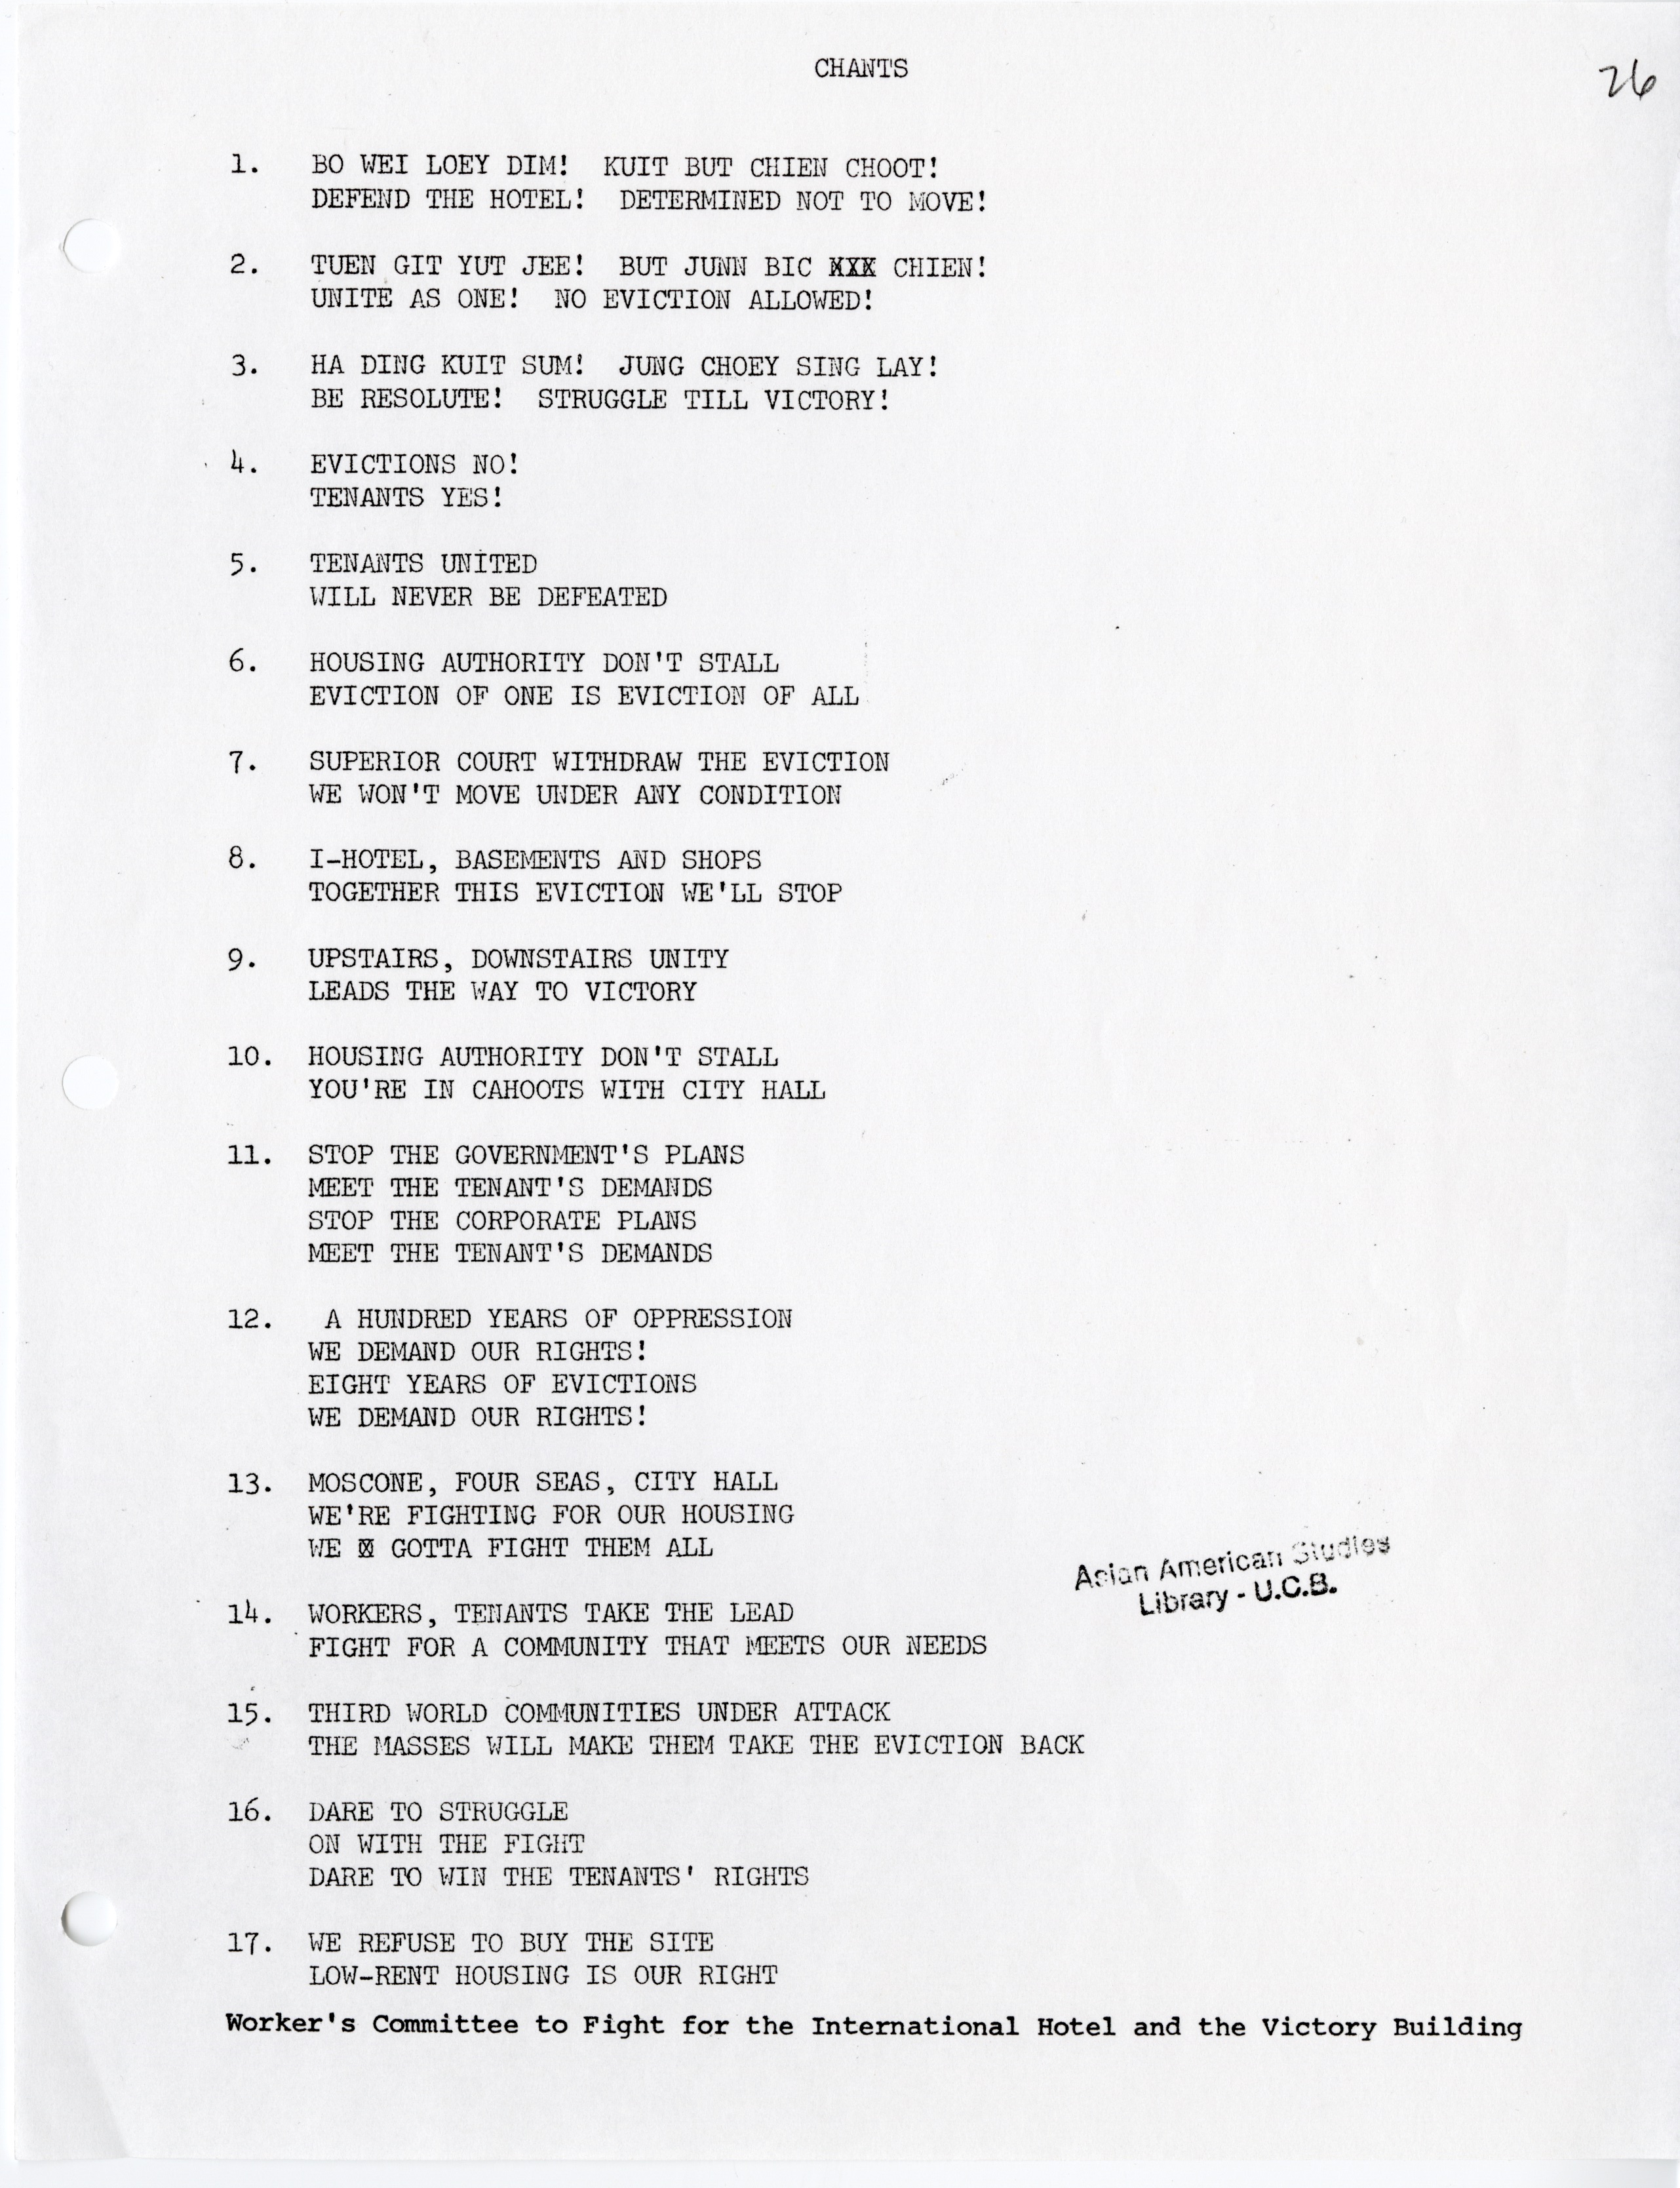 CHANTS
26
1. BO WEI LOEY DIM! KUIT BUT CHIEN CHOOT!
DEFEND THE HOTEL! DETERMINED NOT TO MOVE!
2. TUEN GIT YUT JEE! BUT JUNN BIC XXX CHIEN!
UNITE AS ONE! NO EVICTION ALLOWED!
3. HA DING KUIT SUM! JUNG CHOEY SING LAY!
BE RESOLUTE! STRUGGLE TILL VICTORY!
4. EVICTIONS NO!
TENANTS YES!
5. TENANTS UNITED
WILL NEVER BE DEFEATED
6. HOUSING AUTHORITY DON'T STALL
EVICTION OF ONE IS EVICTION OF ALL
7. SUPERIOR COURT WITHDRAW THE EVICTION
WE WON'T MOVE UNDER ANY CONDITION
8. I-HOTEL, BASEMENTS AND SHOPS
TOGETHER THIS EVICTION WE'LL STOP
9. UPSTAIRS, DOWNSTAIRS UNITY
LEADS THE WAY TO VICTORY
10. HOUSING AUTHORITY DON'T STALL
YOU'RE IN CAHOOTS WITH CITY HALL
11. STOP THE GOVERNMENT'S PLANS
MEET THE TENANT'S DEMANDS
STOP THE CORPORATE PLANS
MEET THE TENANT'S DEMANDS
12. A HUNDRED YEARS OF OPPRESSION
WE DEMAND OUR RIGHTS!
EIGHT YEARS OF EVICTIONS
WE DEMAND OUR RIGHTS!
13. MOSCONE, FOUR SEAS, CITY HALL
WE'RE FIGHTING FOR OUR HOUSING
WE GOTTA FIGHT THEM ALL
14. WORKERS, TENANTS TAKE THE LEAD
FIGHT FOR A COMMUNITY THAT MEETS OUR NEEDS
15. THIRD WORLD COMMUNITIES UNDER ATTACK
THE MASSES WILL MAKE THEM TAKE THE EVICTION BACK
16. DARE TO STRUGGLE
ON WITH THE FIGHT
DARE TO WIN THE TENANTS' RIGHTS
17. WE REFUSE TO BUY THE SITE
LOW-RENT HOUSING IS OUR RIGHT
Worker's Committee to Fight for the International Hotel and the Victory Building
Asian American Studies
Library - U.C.B.